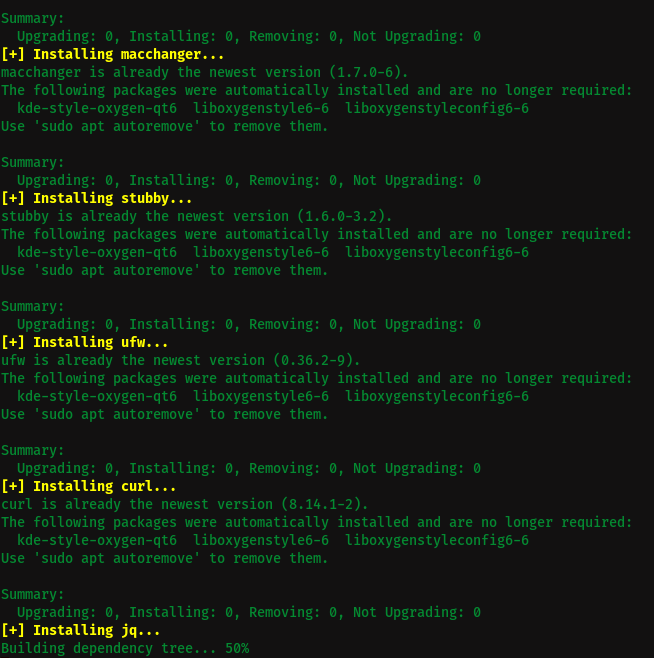 Summary:
  Upgrading: 0, Installing: 0, Removing: 0, Not Upgrading: 0
[+] Installing macchanger...
macchanger is already the newest version (1.7.0-6).
The following packages were automatically installed and are no longer required:
  kde-style-oxygen-qt6  liboxygenstyle6-6  liboxygenstyleconfig6-6
Use 'sudo apt autoremove' to remove them.

Summary:
  Upgrading: 0, Installing: 0, Removing: 0, Not Upgrading: 0
[+] Installing stubby...
stubby is already the newest version (1.6.0-3.2).
The following packages were automatically installed and are no longer required:
  kde-style-oxygen-qt6  liboxygenstyle6-6  liboxygenstyleconfig6-6
Use 'sudo apt autoremove' to remove them.

Summary:
  Upgrading: 0, Installing: 0, Removing: 0, Not Upgrading: 0
[+] Installing ufw...
ufw is already the newest version (0.36.2-9).
The following packages were automatically installed and are no longer required:
  kde-style-oxygen-qt6  liboxygenstyle6-6  liboxygenstyleconfig6-6
Use 'sudo apt autoremove' to remove them.

Summary:
  Upgrading: 0, Installing: 0, Removing: 0, Not Upgrading: 0
[+] Installing curl...
curl is already the newest version (8.14.1-2).
The following packages were automatically installed and are no longer required:
  kde-style-oxygen-qt6  liboxygenstyle6-6  liboxygenstyleconfig6-6
Use 'sudo apt autoremove' to remove them.

Summary:
  Upgrading: 0, Installing: 0, Removing: 0, Not Upgrading: 0
[+] Installing jq...
Building dependency tree... 50%